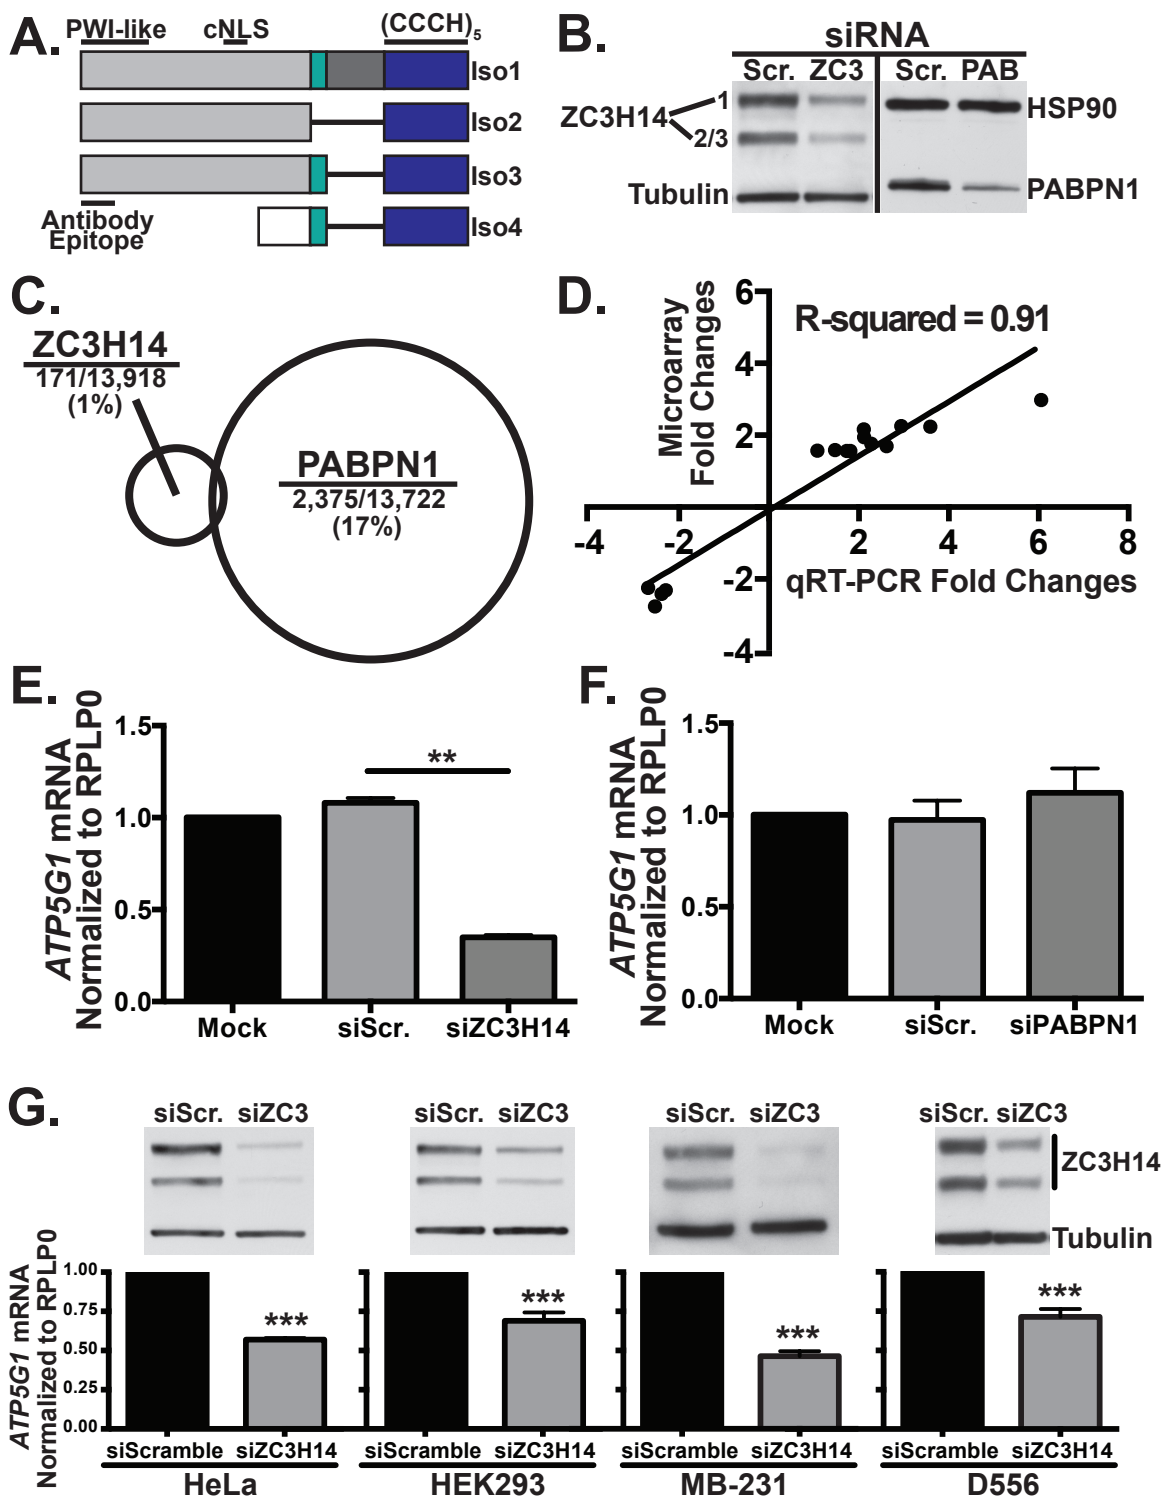 A.
PWI-like
cNLS
(CCCH)5
Iso1
Iso2
Iso3
Iso4
Antibody
Epitope
B.
siRNA
Scr. ZC3 Scr. PAB
ZC3H14
1
2/3
Tubulin
HSP90
PABPN1
C.
ZC3H14
171/13,918
(1%)
PABPN1
2,375/13,722
(17%)
D.
Microarray
Fold Changes
R-squared = 0.91
6
4
2
-2
-4
-4 -2 2 4 6 8
qRT-PCR Fold Changes
E.
ATP5G1 mRNA
Normalized to RPLP0
1.5
1.0
0.5
0.0
**
Mock siScr. siZC3H14
F.
ATP5G1 mRNA
Normalized to RPLP0
1.5
1.0
0.5
0.0
Mock siScr. siPABPN1
G.
siScr. siZC3
siScr. siZC3
siScr. siZC3
siScr. siZC3
ZC3H14
Tubulin
ATP5G1 mRNA
Normalized to RPLP0
1.00
0.75
0.50
0.25
0.00
***
***
***
***
siScramble siZC3H14
siScramble siZC3H14
siScramble siZC3H14
siScramble siZC3H14
HeLa
HEK293
MB-231
D556